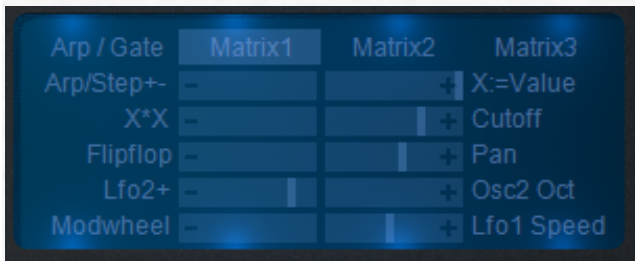 Arp / Gate Matrix1 Matrix2 Matrix3
Arp/Step+- - + X:=Value
X*X - + Cutoff
Flipflop - + Pan
Lfo2+ - + Osc2 Oct
Modwheel - + Lfo1 Speed